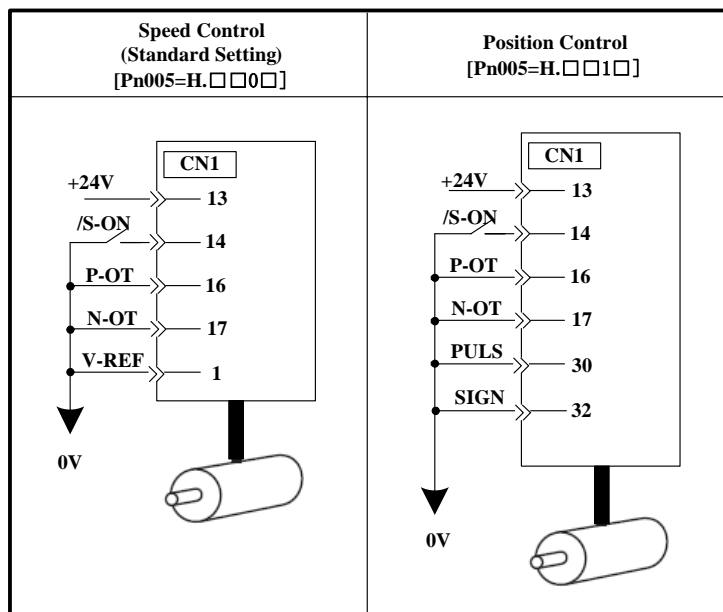 Speed Control
(Standard Setting)
[Pn005=H.□□0□]
CN1
+24V 13
/S-ON 14
P-OT 16
N-OT 17
V-REF 1
0V
Position Control
[Pn005=H.□□1□]
CN1
+24V 13
/S-ON 14
P-OT 16
N-OT 17
PULS 30
SIGN 32
0V